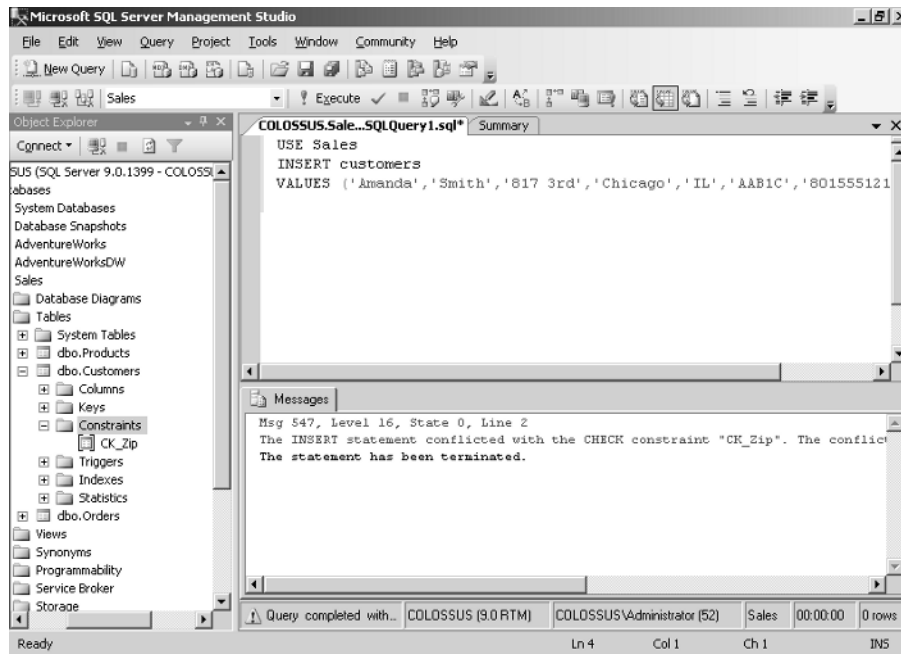 Microsoft SQL Server Management Studio
File Edit View Query Project Tools Window Community Help
New Query
Sales Execute
Object Explorer
COLOSSUS.Sale...SQLQuery1.sql* Summary
Connect
SUS (SQL Server 9.0.1399 - COLOSSU
tabases
System Databases
Database Snapshots
AdventureWorks
AdventureWorksDW
Sales
Database Diagrams
Tables
System Tables
dbo.Products
dbo.Customers
Columns
Keys
Constraints
CK_Zip
Triggers
Indexes
Statistics
dbo.Orders
Views
Synonyms
Programmability
Service Broker
Storage
USE Sales
INSERT customers
VALUES ('Amanda','Smith','817 3rd','Chicago','IL','AAB1C','801555121
Messages
Msg 547, Level 16, State 0, Line 2
The INSERT statement conflicted with the CHECK constraint "CK_Zip". The conflict
The statement has been terminated.
Query completed with... COLOSSUS (9.0 RTM) COLOSSUS\Administrator (52) Sales 00:00:00 0 rows
Ready Ln 4 Col 1 Ch 1 INS